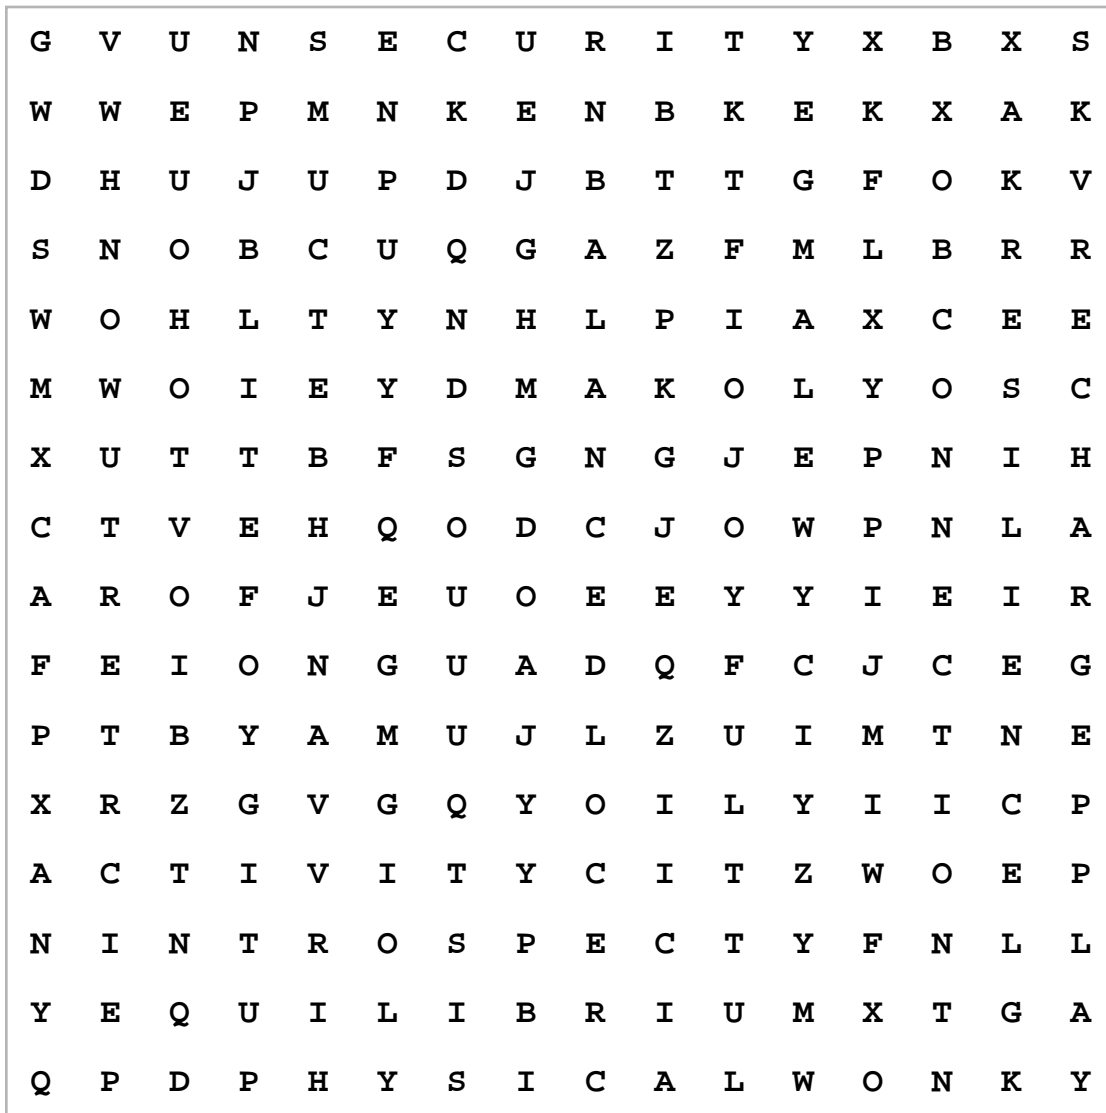 G V U N S E C U R I T Y X B X S
W W E P M N K E N B K E K X A K
D H U J U P D J B T T G F O K V
S N O B C U Q G A Z F M L B R R
W O H L T Y N H L P I A X C E E
M W O I E Y D M A K O L Y O S C
X U T T B F S G N G J E P N I H
C T V E H Q O D C J O W P N L A
A R O F J E U O E E Y Y I E I R
F E I O N G U A D Q F C J C E G
P T B Y A M U J L Z U I M T N E
X R Z G V G Q Y O I L Y I I C P
A C T I V I T Y C I T Z W O E P
N I N T R O S P E C T Y F N L L
Y E Q U I L I B R I U M X T G A
Q P D P H Y S I C A L W O N K Y